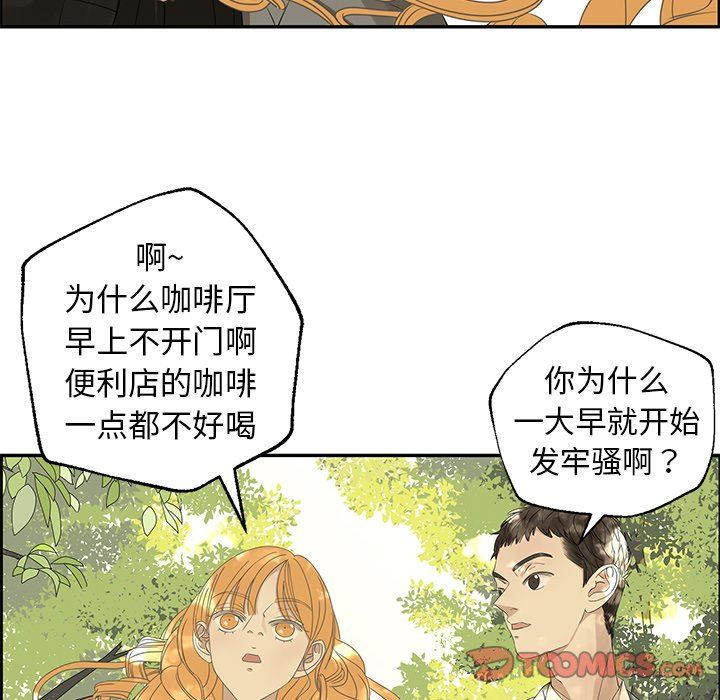 啊~
为什么咖啡厅
早上不开门啊
便利店的咖啡
一点都不好喝
你为什么
一大早就开始
发牢骚啊？
TOOMICS.COM